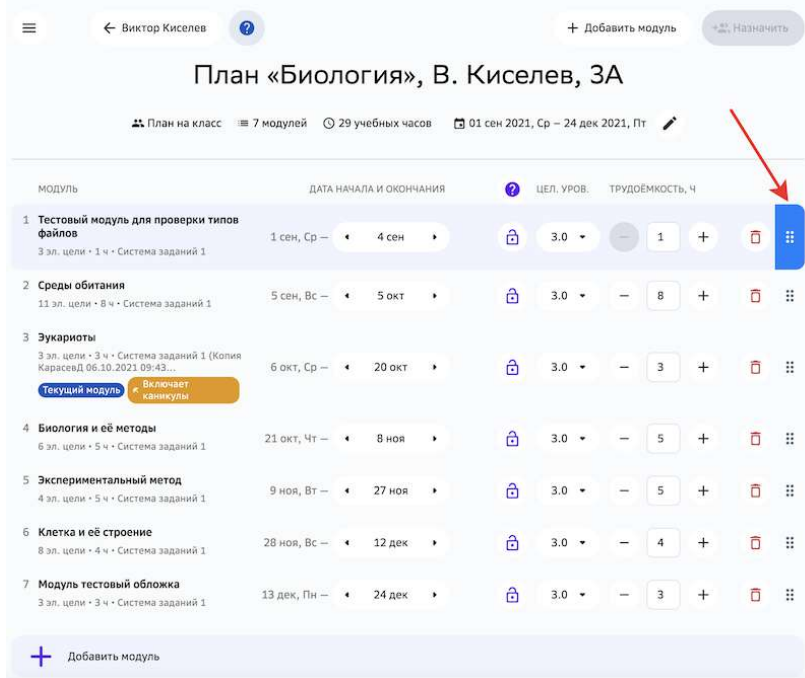 Виктор Киселев ? + Добавить модуль Назначить
План «Биология», В. Киселев, 3А
План на класс 7 модулей 29 учебных часов 01 сен 2021, Ср – 24 дек 2021, Пт
МОДУЛЬ ДАТА НАЧАЛА И ОКОНЧАНИЯ ? ЦЕЛ. УРОВ. ТРУДОЁМКОСТЬ, Ч
1 Тестовый модуль для проверки типов
файлов
3 эл. цели • 1 ч • Система заданий 1
1 сен, Ср – 4 сен 3.0 – 1 +
2 Среды обитания
11 эл. цели • 8 ч • Система заданий 1
5 сен, Вс – 5 окт 3.0 – 8 +
3 Эукариоты
3 эл. цели • 3 ч • Система заданий 1 (Копия
КарасевД 06.10.2021 09:43...
Текущий модуль Включает
каникулы
6 окт, Ср – 20 окт 3.0 – 3 +
4 Биология и её методы
6 эл. цели • 5 ч • Система заданий 1
21 окт, Чт – 8 ноя 3.0 – 5 +
5 Экспериментальный метод
4 эл. цели • 5 ч • Система заданий 1
9 ноя, Вт – 27 ноя 3.0 – 5 +
6 Клетка и её строение
8 эл. цели • 4 ч • Система заданий 1
28 ноя, Вс – 12 дек 3.0 – 4 +
7 Модуль тестовый обложка
3 эл. цели • 3 ч • Система заданий 1
13 дек, Пн – 24 дек 3.0 – 3 +
+ Добавить модуль